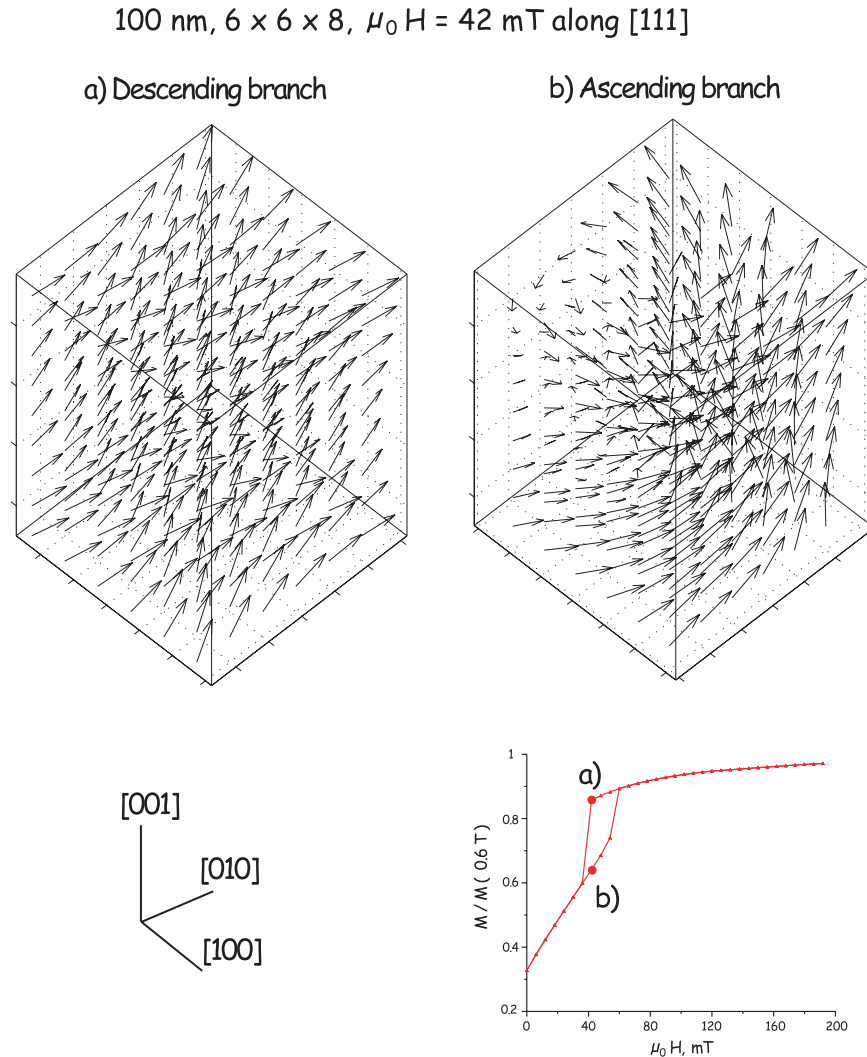 100 nm, 6 x 6 x 8, μ₀ H = 42 mT along [111]
a) Descending branch
b) Ascending branch
[001]
[010]
[100]
M / M ( 0.6 T )
1
0.8
0.6
0.4
0.2
a)
b)
0
40
80
120
160
200
μ₀ H, mT